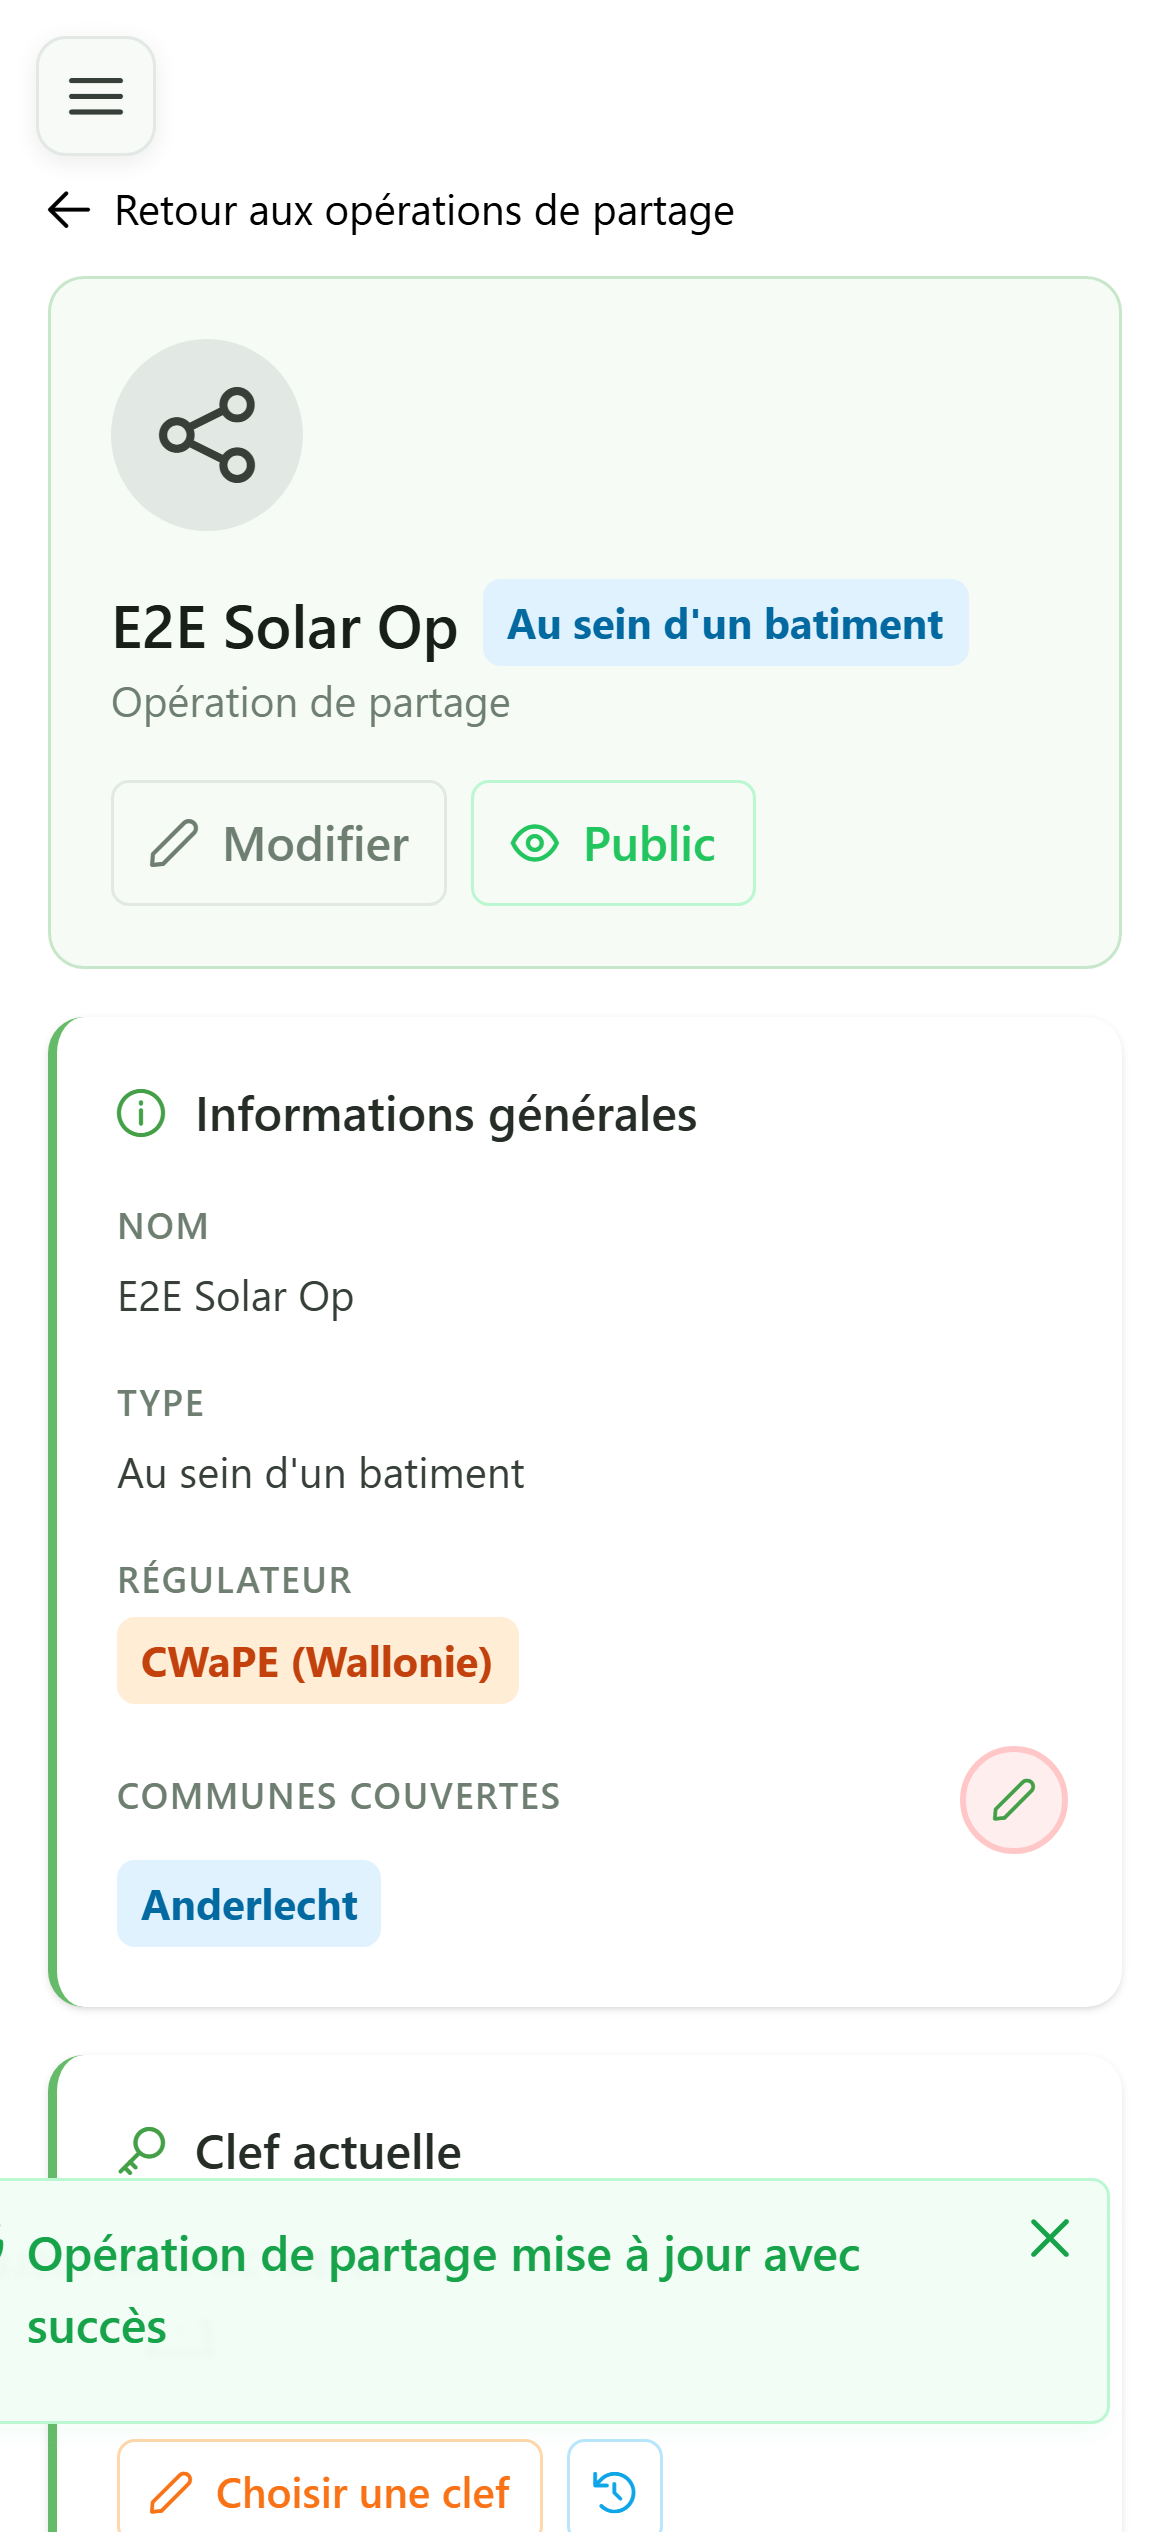 Retour aux opérations de partage
E2E Solar Op
Au sein d'un batiment
Opération de partage
Modifier
Public
Informations générales
NOM
E2E Solar Op
TYPE
Au sein d'un batiment
RÉGULATEUR
CWaPE (Wallonie)
COMMUNES COUVERTES
Anderlecht
Clef actuelle
Opération de partage mise à jour avec
succès
Choisir une clef